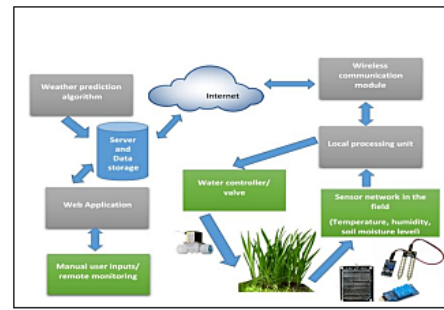 Weather prediction
algorithm
Internet
Wireless
communication
module
Server
and
Data
storage
Local processing unit
Water controller/
valve
Web Application
Sensor network in the
field
(Temperature, humidity,
soil moisture level)
Manual user inputs/
remote monitoring